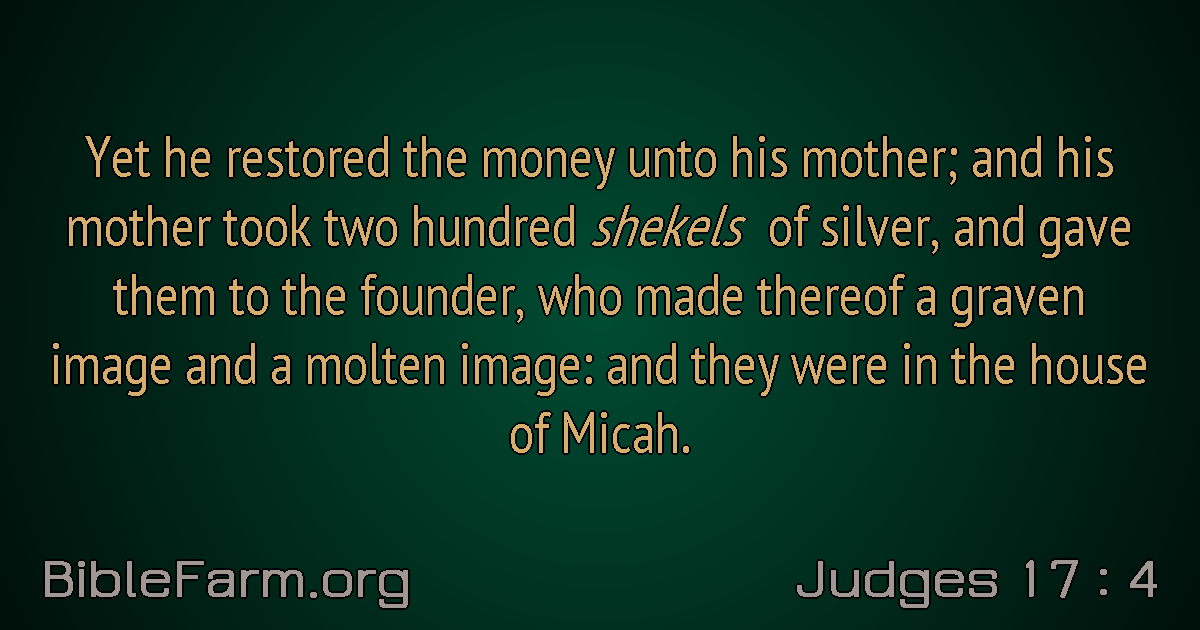 Yet he restored the money unto his mother; and his
mother took two hundred shekels of silver, and gave
them to the founder, who made thereof a graven
image and a molten image: and they were in the house
of Micah.
BibleFarm.org
Judges 17 : 4